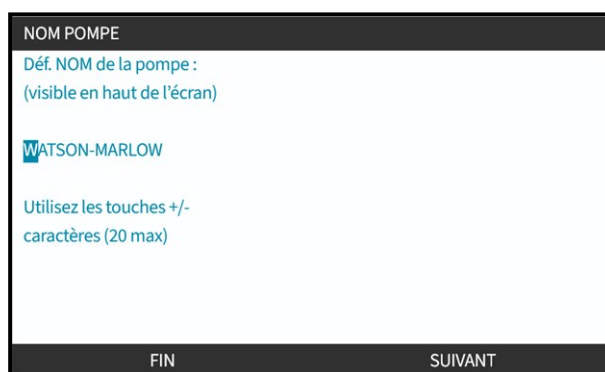 NOM POMPE
Déf. NOM de la pompe :
(visible en haut de l’écran)
WATSON-MARLOW
Utilisez les touches +/-
caractères (20 max)
FIN SUIVANT